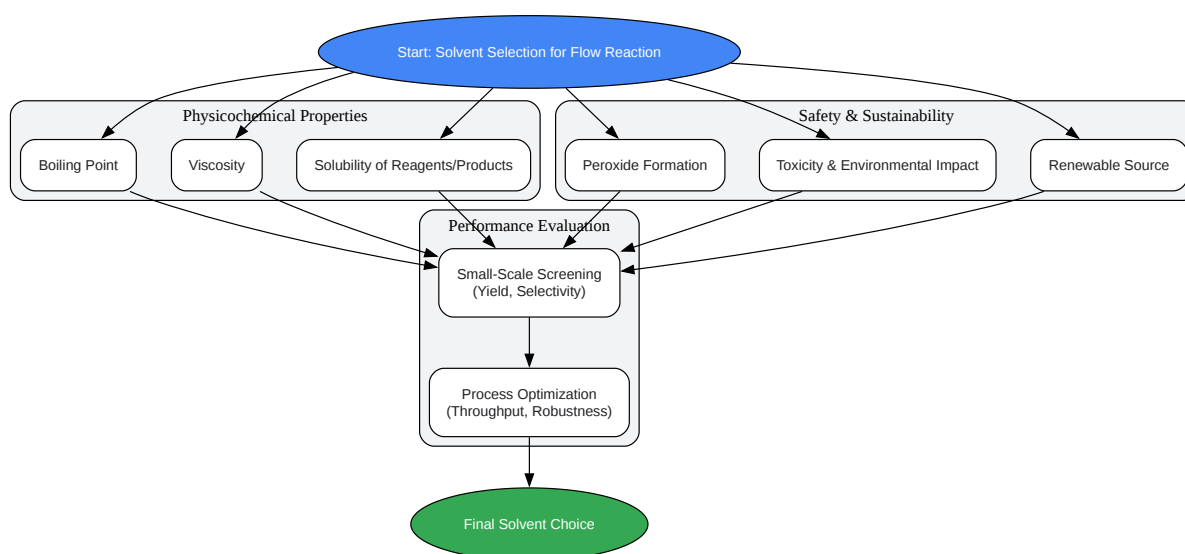 Start: Solvent Selection for Flow Reaction
Physicochemical Properties
Safety & Sustainability
Boiling Point
Viscosity
Solubility of Reagents/Products
Peroxide Formation
Toxicity & Environmental Impact
Renewable Source
Performance Evaluation
Small-Scale Screening
(Yield, Selectivity)
Process Optimization
(Throughput, Robustness)
Final Solvent Choice